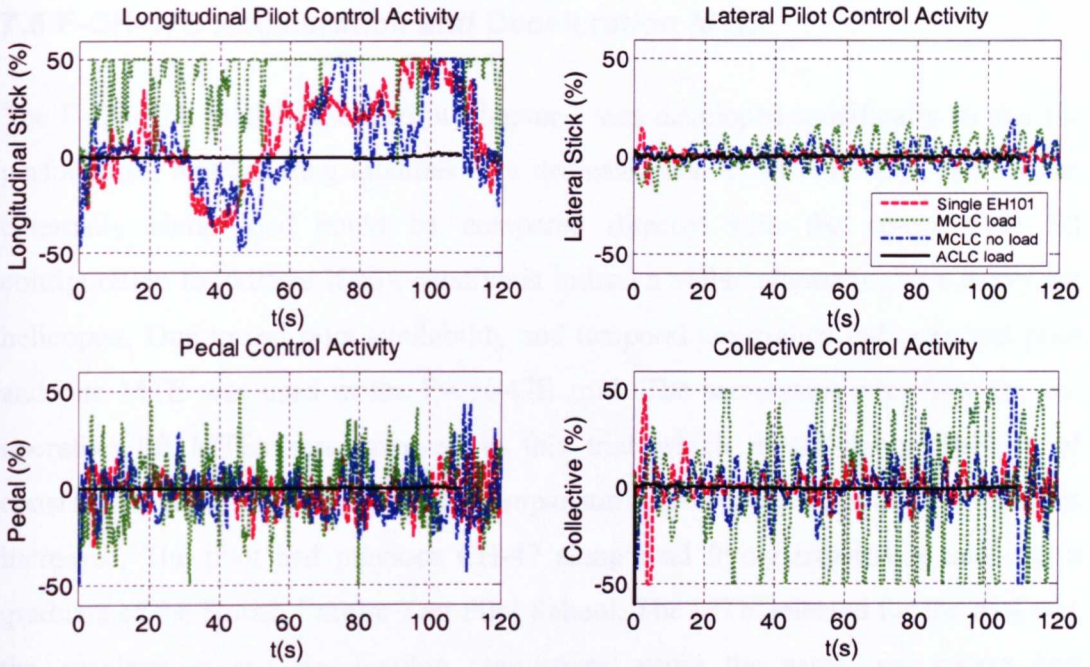 Longitudinal Pilot Control Activity
Longitudinal Stick (%)
50
0
-50
0 20 40 60 80 100 120
t(s)
Lateral Pilot Control Activity
Lateral Stick (%)
50
0
-50
Single EH101
MCLC load
MCLC no load
ACLC load
0 20 40 60 80 100 120
t(s)
Pedal Control Activity
Pedal (%)
50
0
-50
0 20 40 60 80 100 120
t(s)
Collective Control Activity
Collective (%)
50
0
-50
0 20 40 60 80 100 120
t(s)